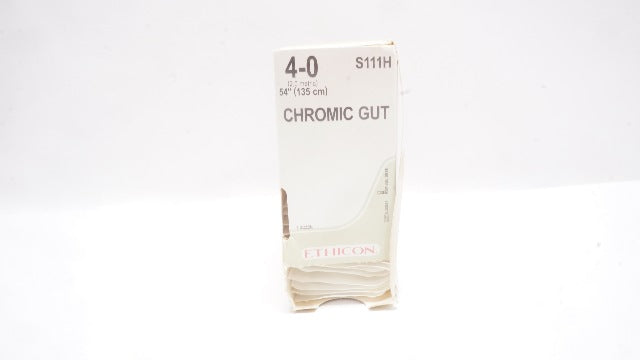 4-0 S111H
54" (135 cm)
CHROMIC GUT
ETHICON